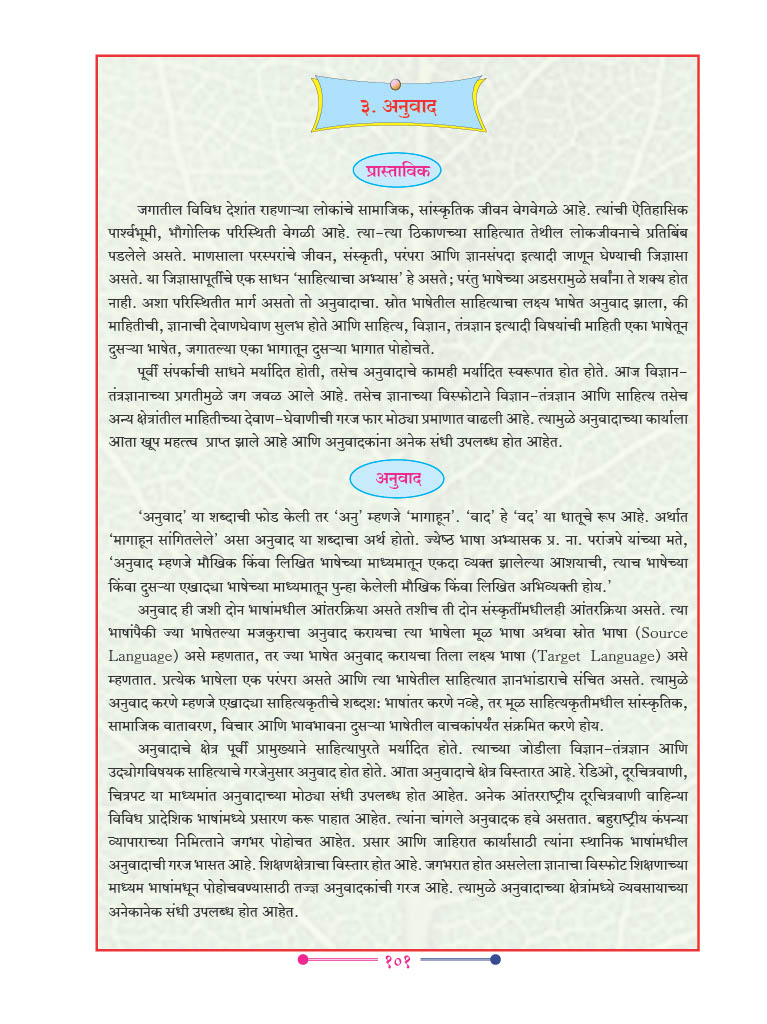 ३. अनुवाद
प्रास्ताविक
जगातील विविध देशांत राहणाऱ्या लोकांचे सामाजिक, सांस्कृतिक जीवन वेगवेगळे आहे. त्यांची ऐतिहासिक
पार्श्वभूमी, भौगोलिक परिस्थिती वेगळी आहे. त्या-त्या ठिकाणच्या साहित्यात तेथील लोकजीवनाचे प्रतिबिंब
पडलेले असते. माणसाला परस्परांचे जीवन, संस्कृती, परंपरा आणि ज्ञानसंपदा इत्यादी जाणून घेण्याची जिज्ञासा
असते. या जिज्ञासापूर्तीचे एक साधन ‘साहित्याचा अभ्यास’ हे असते; परंतु भाषेच्या अडसरामुळे सर्वांना ते शक्य होत
नाही. अशा परिस्थितीत मार्ग असतो तो अनुवादाचा. स्रोत भाषेतील साहित्याचा लक्ष्य भाषेत अनुवाद झाला, की
माहितीची, ज्ञानाची देवाणघेवाण सुलभ होते आणि साहित्य, विज्ञान, तंत्रज्ञान इत्यादी विषयांची माहिती एका भाषेतून
दुसऱ्या भाषेत, जगातल्या एका भागातून दुसऱ्या भागात पोहोचते.
पूर्वी संपर्काची साधने मर्यादित होती, तसेच अनुवादाचे कामही मर्यादित स्वरूपात होत होते. आज विज्ञान-
तंत्रज्ञानाच्या प्रगतीमुळे जग जवळ आले आहे. तसेच ज्ञानाच्या विस्फोटाने विज्ञान-तंत्रज्ञान आणि साहित्य तसेच
अन्य क्षेत्रांतील माहितीच्या देवाण-घेवाणीची गरज फार मोठ्या प्रमाणात वाढली आहे. त्यामुळे अनुवादाच्या कार्याला
आता खूप महत्त्व प्राप्त झाले आहे आणि अनुवादकांना अनेक संधी उपलब्ध होत आहेत.
अनुवाद
‘अनुवाद’ या शब्दाची फोड केली तर ‘अनु’ म्हणजे ‘मागाहून’. ‘वाद’ हे ‘वद’ या धातूचे रूप आहे. अर्थात
‘मागाहून सांगितलेले’ असा अनुवाद या शब्दाचा अर्थ होतो. ज्येष्ठ भाषा अभ्यासक प्र. ना. परांजपे यांच्या मते,
‘अनुवाद म्हणजे मौखिक किंवा लिखित भाषेच्या माध्यमातून एकदा व्यक्त झालेल्या आशयाची, त्याच भाषेच्या
किंवा दुसऱ्या एखाद्या भाषेच्या माध्यमातून पुन्हा केलेली मौखिक किंवा लिखित अभिव्यक्ती होय.’
अनुवाद ही जशी दोन भाषांमधील आंतरक्रिया असते तशीच ती दोन संस्कृतींमधीलही आंतरक्रिया असते. त्या
भाषांपैकी ज्या भाषेतल्या मजकुराचा अनुवाद करायचा त्या भाषेला मूळ भाषा अथवा स्रोत भाषा (Source
Language) असे म्हणतात, तर ज्या भाषेत अनुवाद करायचा तिला लक्ष्य भाषा (Target Language) असे
म्हणतात. प्रत्येक भाषेला एक परंपरा असते आणि त्या भाषेतील साहित्यात ज्ञानभांडाराचे संचित असते. त्यामुळे
अनुवाद करणे म्हणजे एखाद्या साहित्यकृतीचे शब्दशः भाषांतर करणे नव्हे, तर मूळ साहित्यकृतीमधील सांस्कृतिक,
सामाजिक वातावरण, विचार आणि भावभावना दुसऱ्या भाषेतील वाचकांपर्यंत संक्रमित करणे होय.
अनुवादाचे क्षेत्र पूर्वी प्रामुख्याने साहित्यापुरते मर्यादित होते. त्याच्या जोडीला विज्ञान-तंत्रज्ञान आणि
उद्योगविषयक साहित्याचे गरजेनुसार अनुवाद होत होते. आता अनुवादाचे क्षेत्र विस्तारत आहे. रेडिओ, दूरचित्रवाणी,
चित्रपट या माध्यमांत अनुवादाच्या मोठ्या संधी उपलब्ध होत आहेत. अनेक आंतरराष्ट्रीय दूरचित्रवाणी वाहिन्या
विविध प्रादेशिक भाषांमध्ये प्रसारण करू पाहात आहेत. त्यांना चांगले अनुवादक हवे असतात. बहुराष्ट्रीय कंपन्या
व्यापाराच्या निमित्ताने जगभर पोहोचत आहेत. प्रसार आणि जाहिरात कार्यासाठी त्यांना स्थानिक भाषांमधील
अनुवादाची गरज भासत आहे. शिक्षणक्षेत्राचा विस्तार होत आहे. जगभरात होत असलेला ज्ञानाचा विस्फोट शिक्षणाच्या
माध्यम भाषांमधून पोहोचवण्यासाठी तज्ज्ञ अनुवादकांची गरज आहे. त्यामुळे अनुवादाच्या क्षेत्रांमध्ये व्यवसायाच्या
अनेकानेक संधी उपलब्ध होत आहेत.
१०१